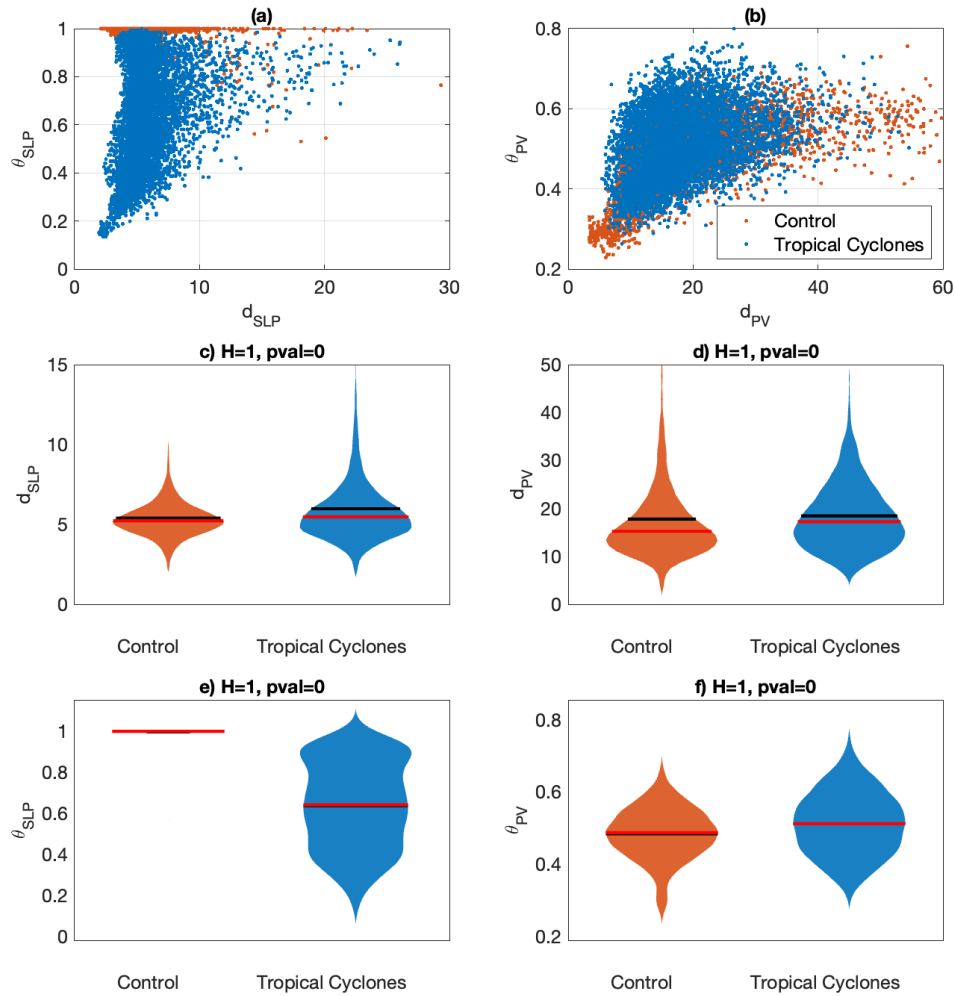 (a)
1
0.8
0.6
0.4
0.2
0
θSLP
0 10 20 30
dSLP
(b)
0.8
0.6
0.4
0.2
θPV
Control
Tropical Cyclones
0 20 40 60
dPV
c) H=1, pval=0
15
10
5
0
dSLP
Control Tropical Cyclones
d) H=1, pval=0
50
40
30
20
10
0
dPV
Control Tropical Cyclones
e) H=1, pval=0
1
0.8
0.6
0.4
0.2
0
θSLP
Control Tropical Cyclones
f) H=1, pval=0
0.8
0.6
0.4
0.2
θPV
Control Tropical Cyclones